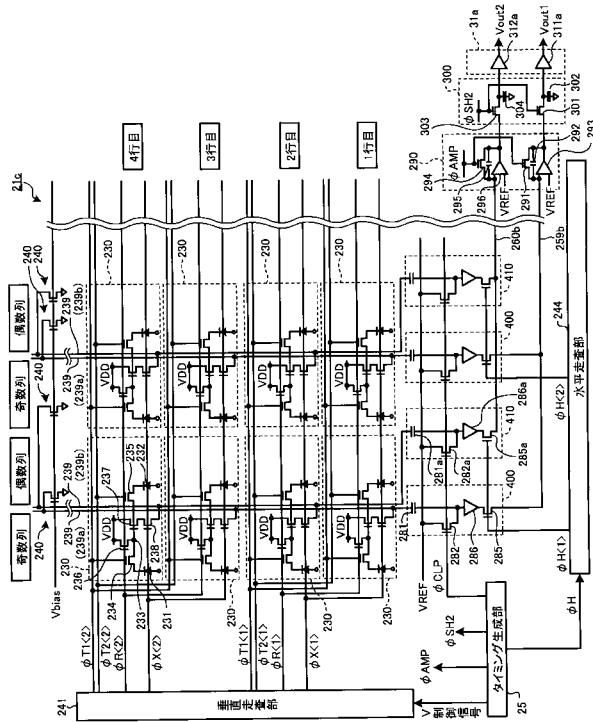 21c
奇数列
偶数列
奇数列
偶数列
240
240
240
240
239
(239a)
239
(239b)
239
(239a)
239
(239b)
Vbias
230
230
230
4行目
3行目
2行目
1行目
236
237
235
232
234
233
238
231
VDD
VDD
VDD
VDD
VDD
VDD
VDD
VDD
230
230
230
230
230
φT1<2>
φT2<2>
φR<2>
φX<2>
φT1<1>
φT2<1>
φR<1>
φX<1>
241
垂直走査部
VREF
φCLP
281
282
286
285
400
281a
282a
286a
285a
410
400
410
φH<1>
φH<2>
244
水平走査部
φH
25
タイミング生成部
制御信号
V
φAMP
φSH2
260b
259b
290
φAMP
294
295
296
VREF
291
292
293
VREF
300
φSH2
303
304
301
302
31a
312a
Vout2
311a
Vout1